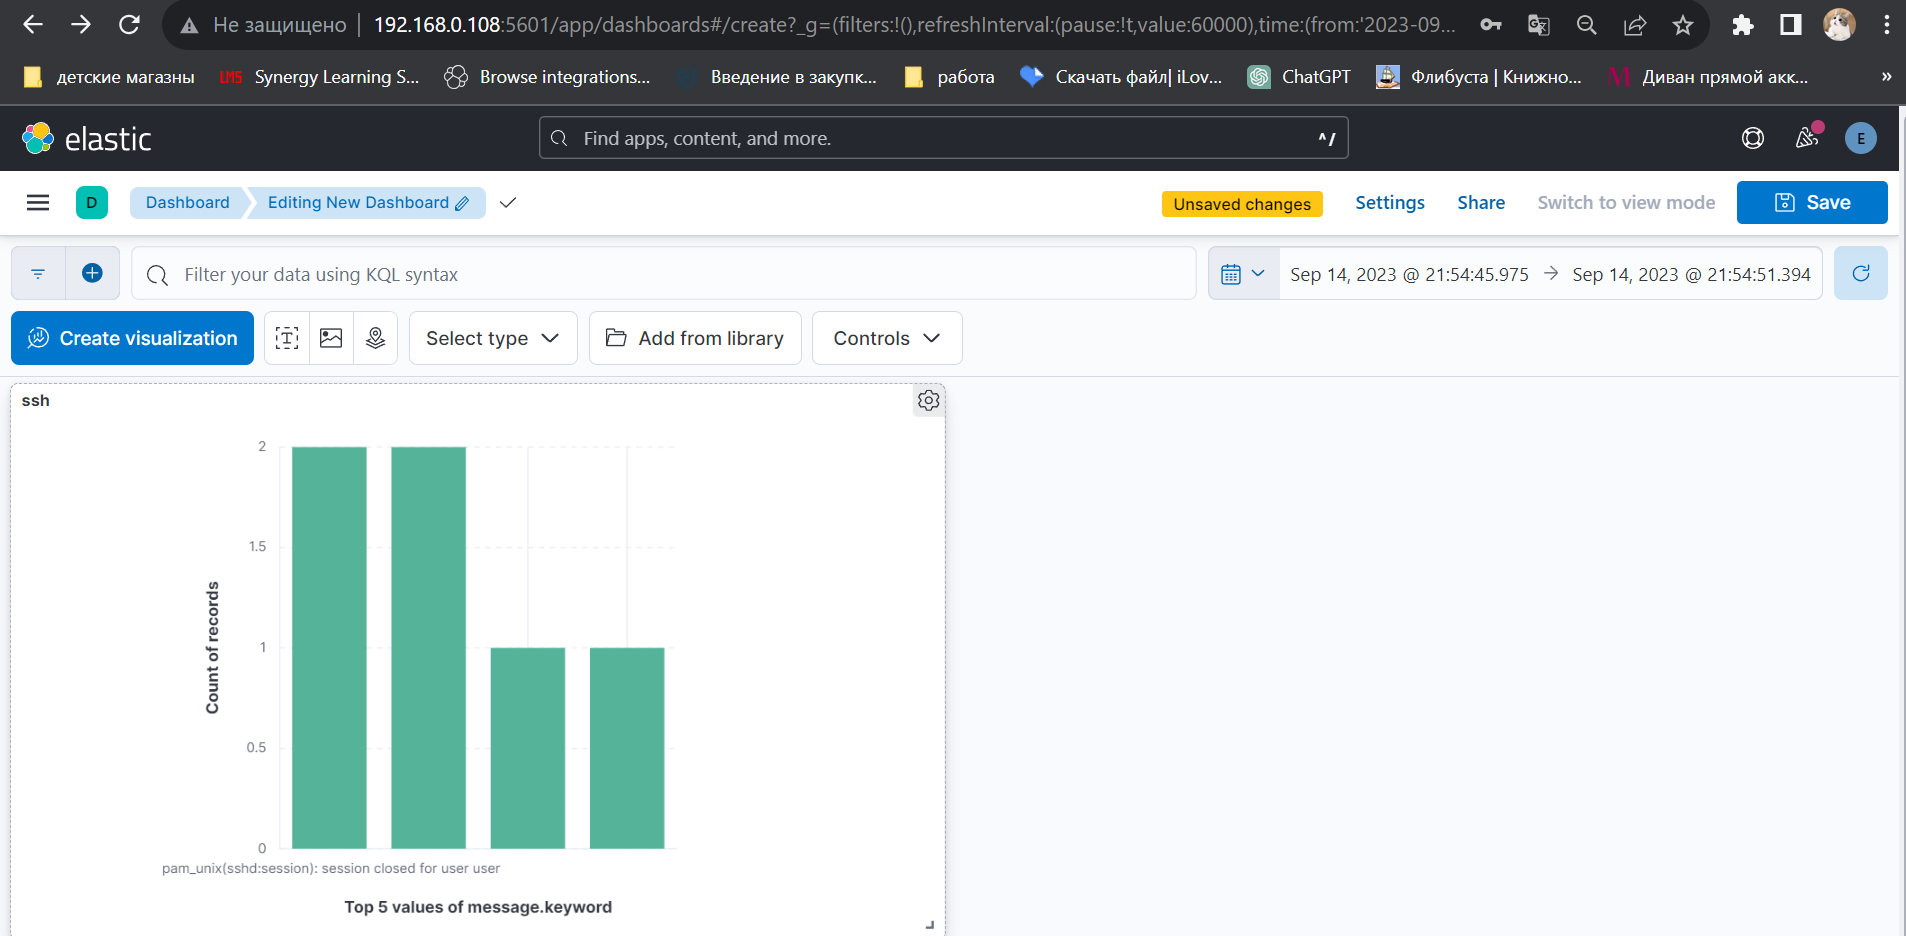 Не защищено 192.168.0.108:5601/app/dashboards#/create?_g=(filters:!(),refreshInterval:(pause:!t,value:60000),time:(from:'2023-09...
детские магазны LMS Synergy Learning S... Browse integrations... Введение в закупк... работа Скачать файл| iLov... ChatGPT Флибуста | Книжно... M Диван прямой акк... »
elastic Find apps, content, and more. ^/ E
D Dashboard Editing New Dashboard Unsaved changes Settings Share Switch to view mode Save
Filter your data using KQL syntax Sep 14, 2023 @ 21:54:45.975 → Sep 14, 2023 @ 21:54:51.394
Create visualization T Select type Add from library Controls
ssh
2
1.5
1
0.5
0
Count of records
pam_unix(sshd:session): session closed for user user
Top 5 values of message.keyword